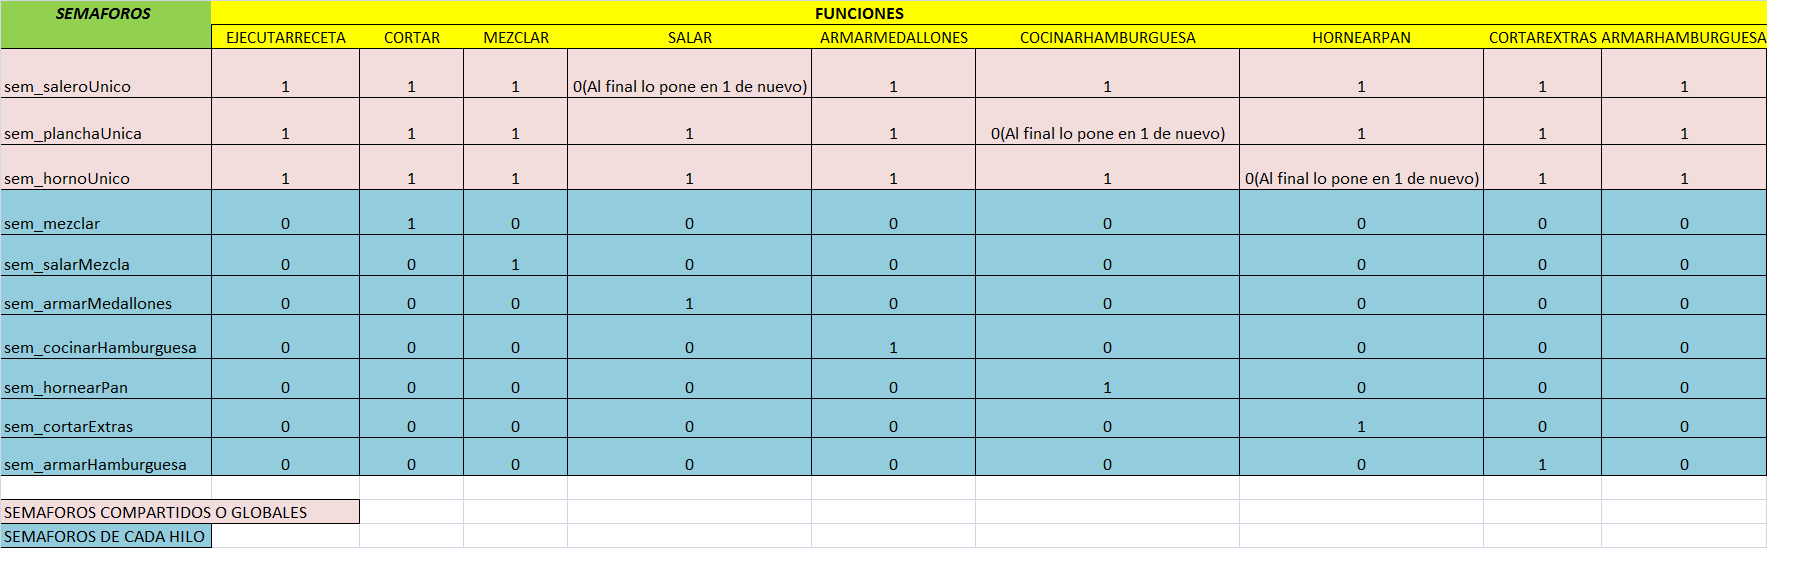 SEMAFOROS FUNCIONES
EJECUTARRECETA CORTAR MEZCLAR SALAR ARMARMEDALLONES COCINARHAMBURGUESA HORNEARPAN CORTAREXTRAS ARMARHAMBURGUESA
sem_saleroUnico 1 1 1 0(Al final lo pone en 1 de nuevo) 1 1 1 1 1
sem_planchaUnica 1 1 1 1 1 0(Al final lo pone en 1 de nuevo) 1 1 1
sem_hornoUnico 1 1 1 1 1 1 0(Al final lo pone en 1 de nuevo) 1 1
sem_mezclar 0 1 0 0 0 0 0 0 0
sem_salarMezcla 0 0 1 0 0 0 0 0 0
sem_armarMedallones 0 0 0 1 0 0 0 0 0
sem_cocinarHamburguesa 0 0 0 0 1 0 0 0 0
sem_hornearPan 0 0 0 0 0 1 0 0 0
sem_cortarExtras 0 0 0 0 0 0 1 0 0
sem_armarHamburguesa 0 0 0 0 0 0 0 1 0
SEMAFOROS COMPARTIDOS O GLOBALES
SEMAFOROS DE CADA HILO